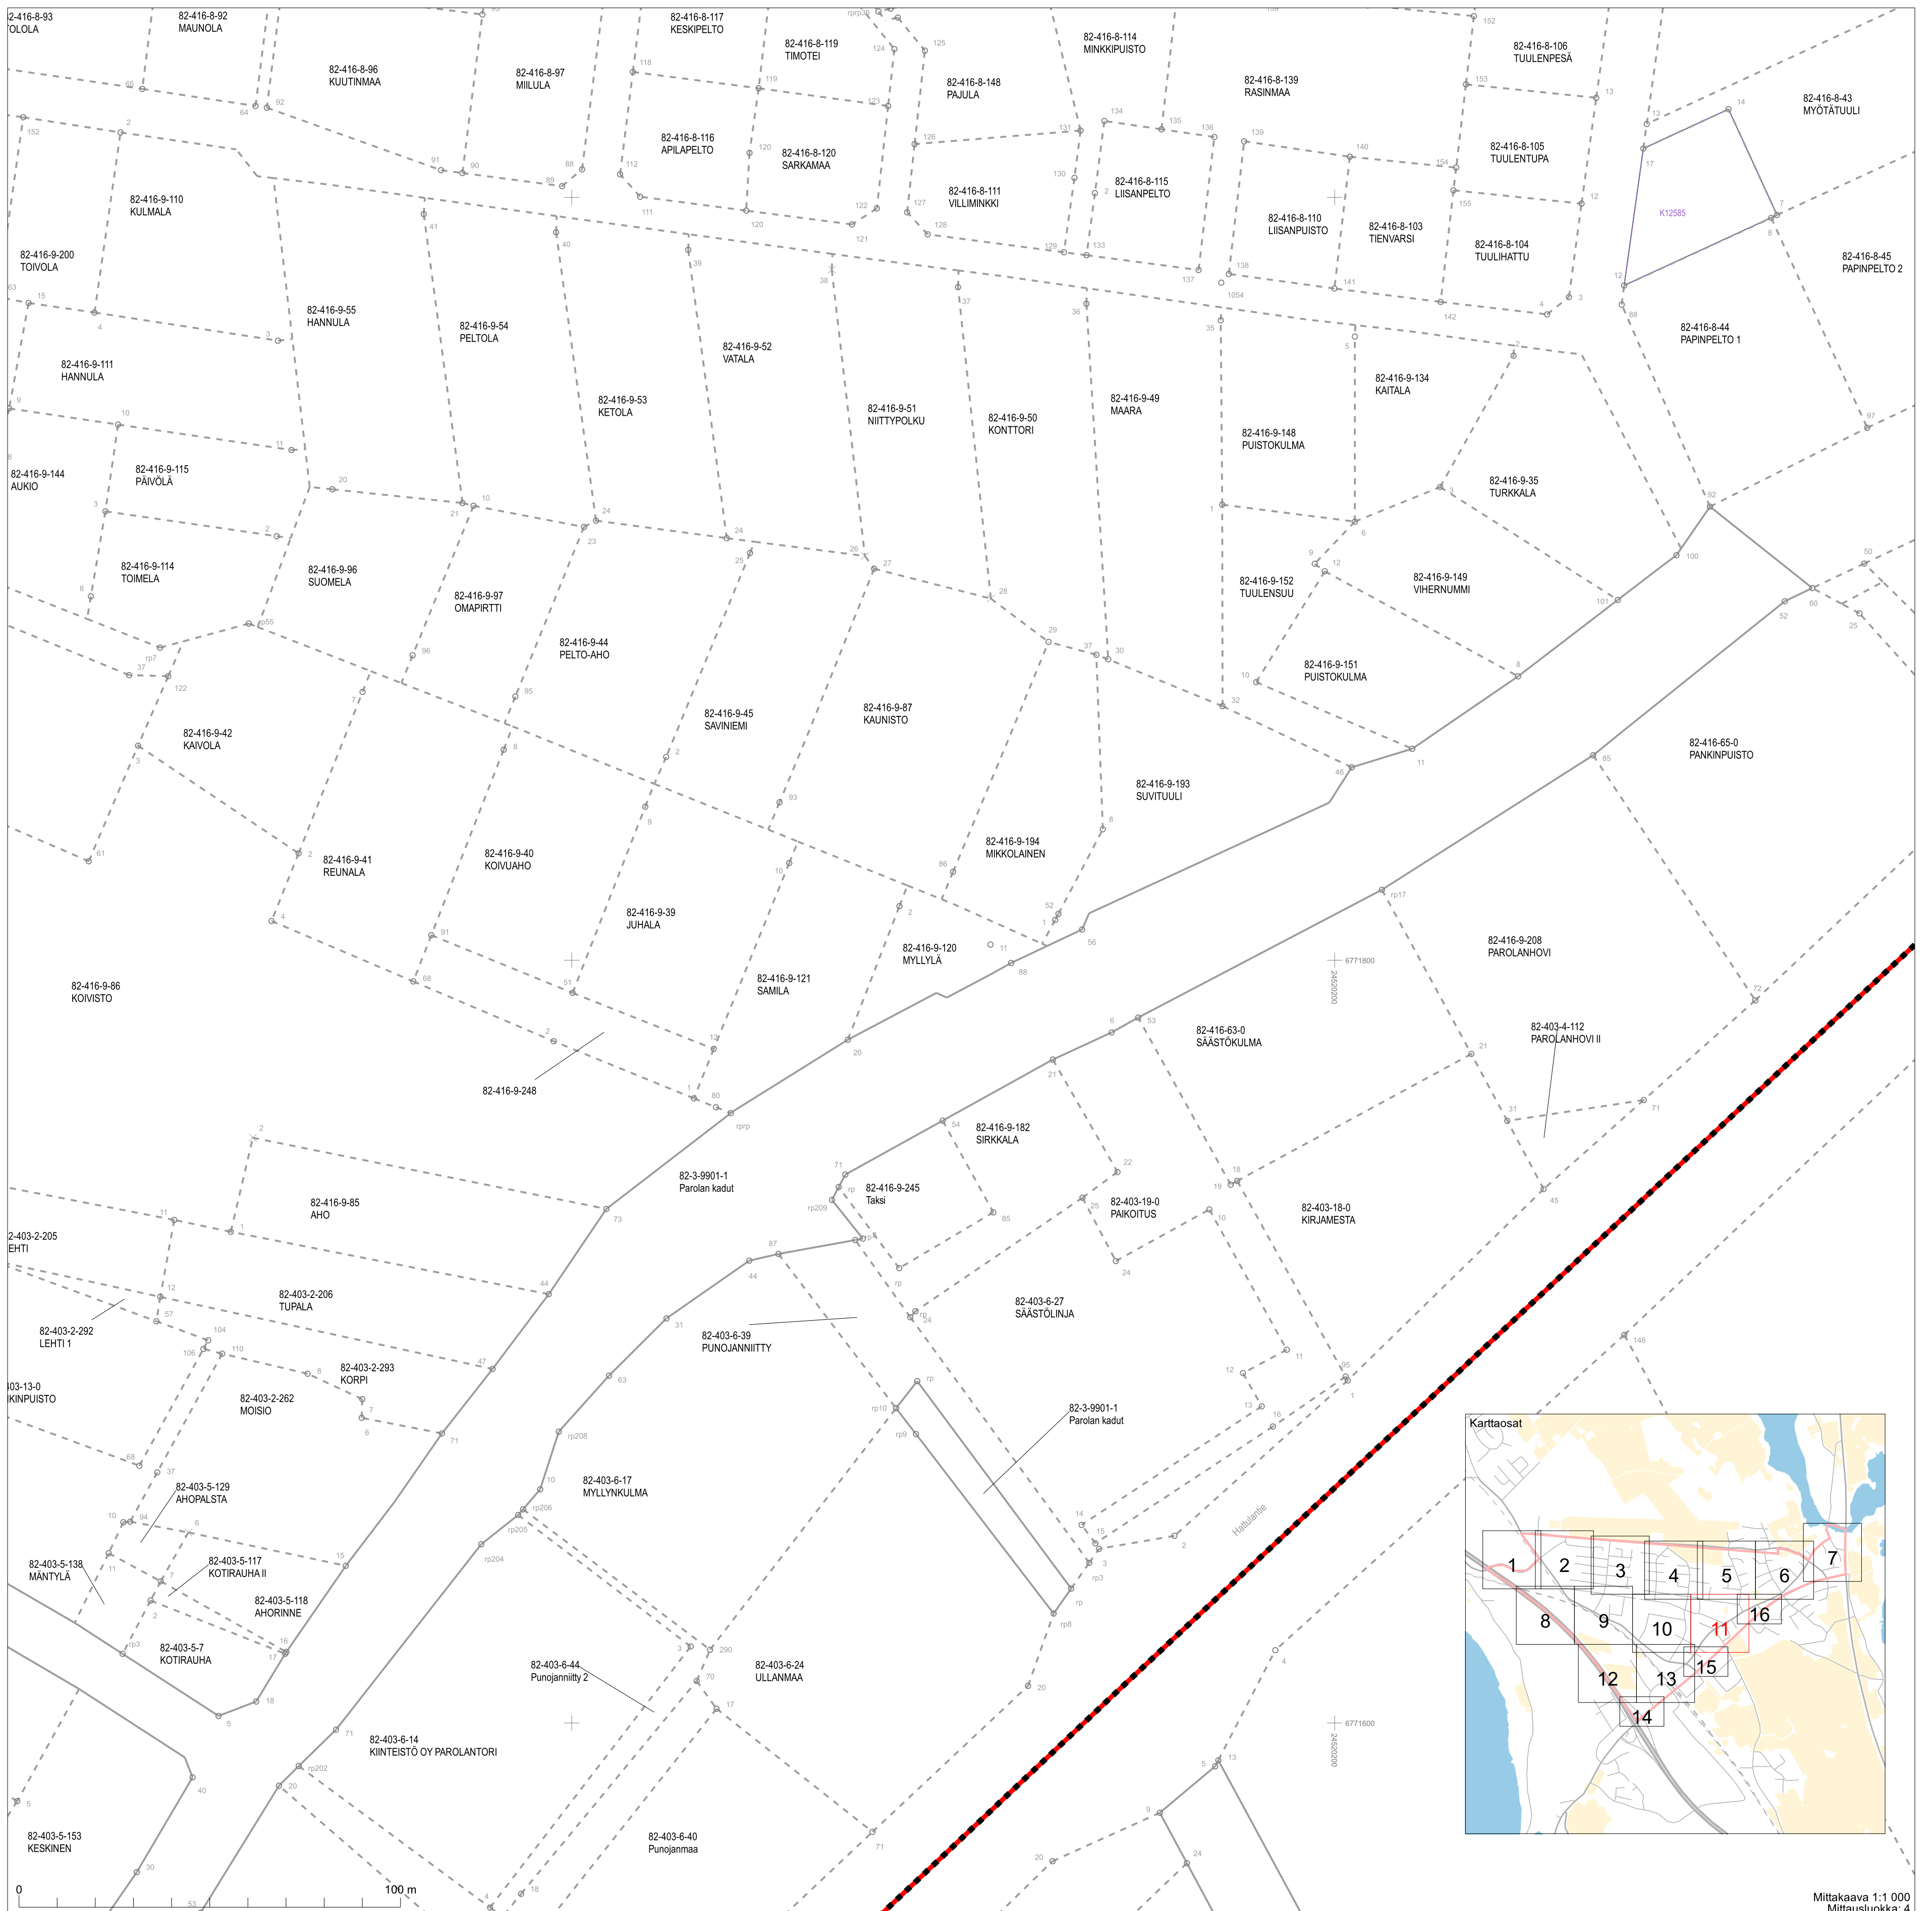 82-416-8-92
MAUNOLA
82-416-8-96
KUUTINMAA
82-416-8-97
MIILULA
82-416-8-117
KESKIPELTO
82-416-8-119
TIMOTEI
82-416-8-148
PAJULA
82-416-8-114
MINKKIPUISTO
82-416-8-139
RASINMAA
82-416-8-106
TUULENPESÄ
82-416-8-43
MYÖTÄTUULI
82-416-8-116
APILAPELTO
82-416-8-120
SARKAMAA
82-416-8-111
VILLIMINKKI
82-416-8-115
LIISANPELTO
82-416-8-110
LIISANPUISTO
82-416-8-103
TIENVARSI
82-416-8-105
TUULENTUPA
82-416-8-104
TUULIHATTU
K12585
82-416-8-45
PAPINPELTO 2
82-416-8-44
PAPINPELTO 1
82-416-9-110
KULMALA
82-416-9-200
TOIVOLA
82-416-9-55
HANNULA
82-416-9-54
PELTOLA
82-416-9-52
VATALA
82-416-9-111
HANNULA
82-416-9-53
KETOLA
82-416-9-51
NIITTYPOLKU
82-416-9-50
KONTTORI
82-416-9-49
MAARA
82-416-9-134
KAITALA
82-416-9-148
PUISTOKULMA
82-416-9-35
TURKKALA
82-416-9-144
AUKIO
82-416-9-115
PÄIVÖLÄ
82-416-9-114
TOIMELA
82-416-9-96
SUOMELA
82-416-9-97
OMAPIRTTI
82-416-9-44
PELTO-AHO
82-416-9-152
TUULENSUU
82-416-9-149
VIHERNUMMI
82-416-9-151
PUISTOKULMA
82-416-9-45
SAVINIEMI
82-416-9-87
KAUNISTO
82-416-9-42
KAIVOLA
82-416-65-0
PANKINPUISTO
82-416-9-193
SUVITUULI
82-416-9-194
MIKKOLAINEN
82-416-9-41
REUNALA
82-416-9-40
KOIVUAHO
82-416-9-39
JUHALA
82-416-9-120
MYLLYLÄ
82-416-9-121
SAMILA
82-416-9-86
KOIVISTO
82-416-9-208
PAROLANHOVI
6771800
24520200
82-416-63-0
SÄÄSTÖKULMA
82-403-4-112
PAROLANHOVI II
82-416-9-248
82-416-9-182
SIRKKALA
82-3-9901-1
Parolan kadut
82-416-9-245
Taksi
82-403-19-0
PAIKOITUS
82-403-18-0
KIRJAMESTA
82-416-9-85
AHO
2-403-2-205
EHTI
82-403-2-206
TUPALA
82-403-2-292
LEHTI 1
82-403-6-27
SÄÄSTÖLINJA
82-403-6-39
PUNOJANNIITTY
82-403-2-293
KORPI
82-403-2-262
MOISIO
403-13-0
KINPUISTO
82-3-9901-1
Parolan kadut
82-403-6-17
MYLLYNKULMA
82-403-5-129
AHOPALSTA
82-403-5-117
KOTIRAUHA II
82-403-5-138
MÄNTYLÄ
82-403-5-118
AHORINNE
82-403-5-7
KOTIRAUHA
Hattulantie
82-403-6-44
Punojanniitty 2
82-403-6-24
ULLANMAA
82-403-6-14
KIINTEISTÖ OY PAROLANTORI
6771600
24520200
82-403-5-153
KESKINEN
82-403-6-40
Punojanmaa
Karttaosat
1
2
3
4
5
6
7
8
9
10
11
12
13
14
15
16
0
100 m
Mittakaava 1:1 000
Mittausluokka: 4